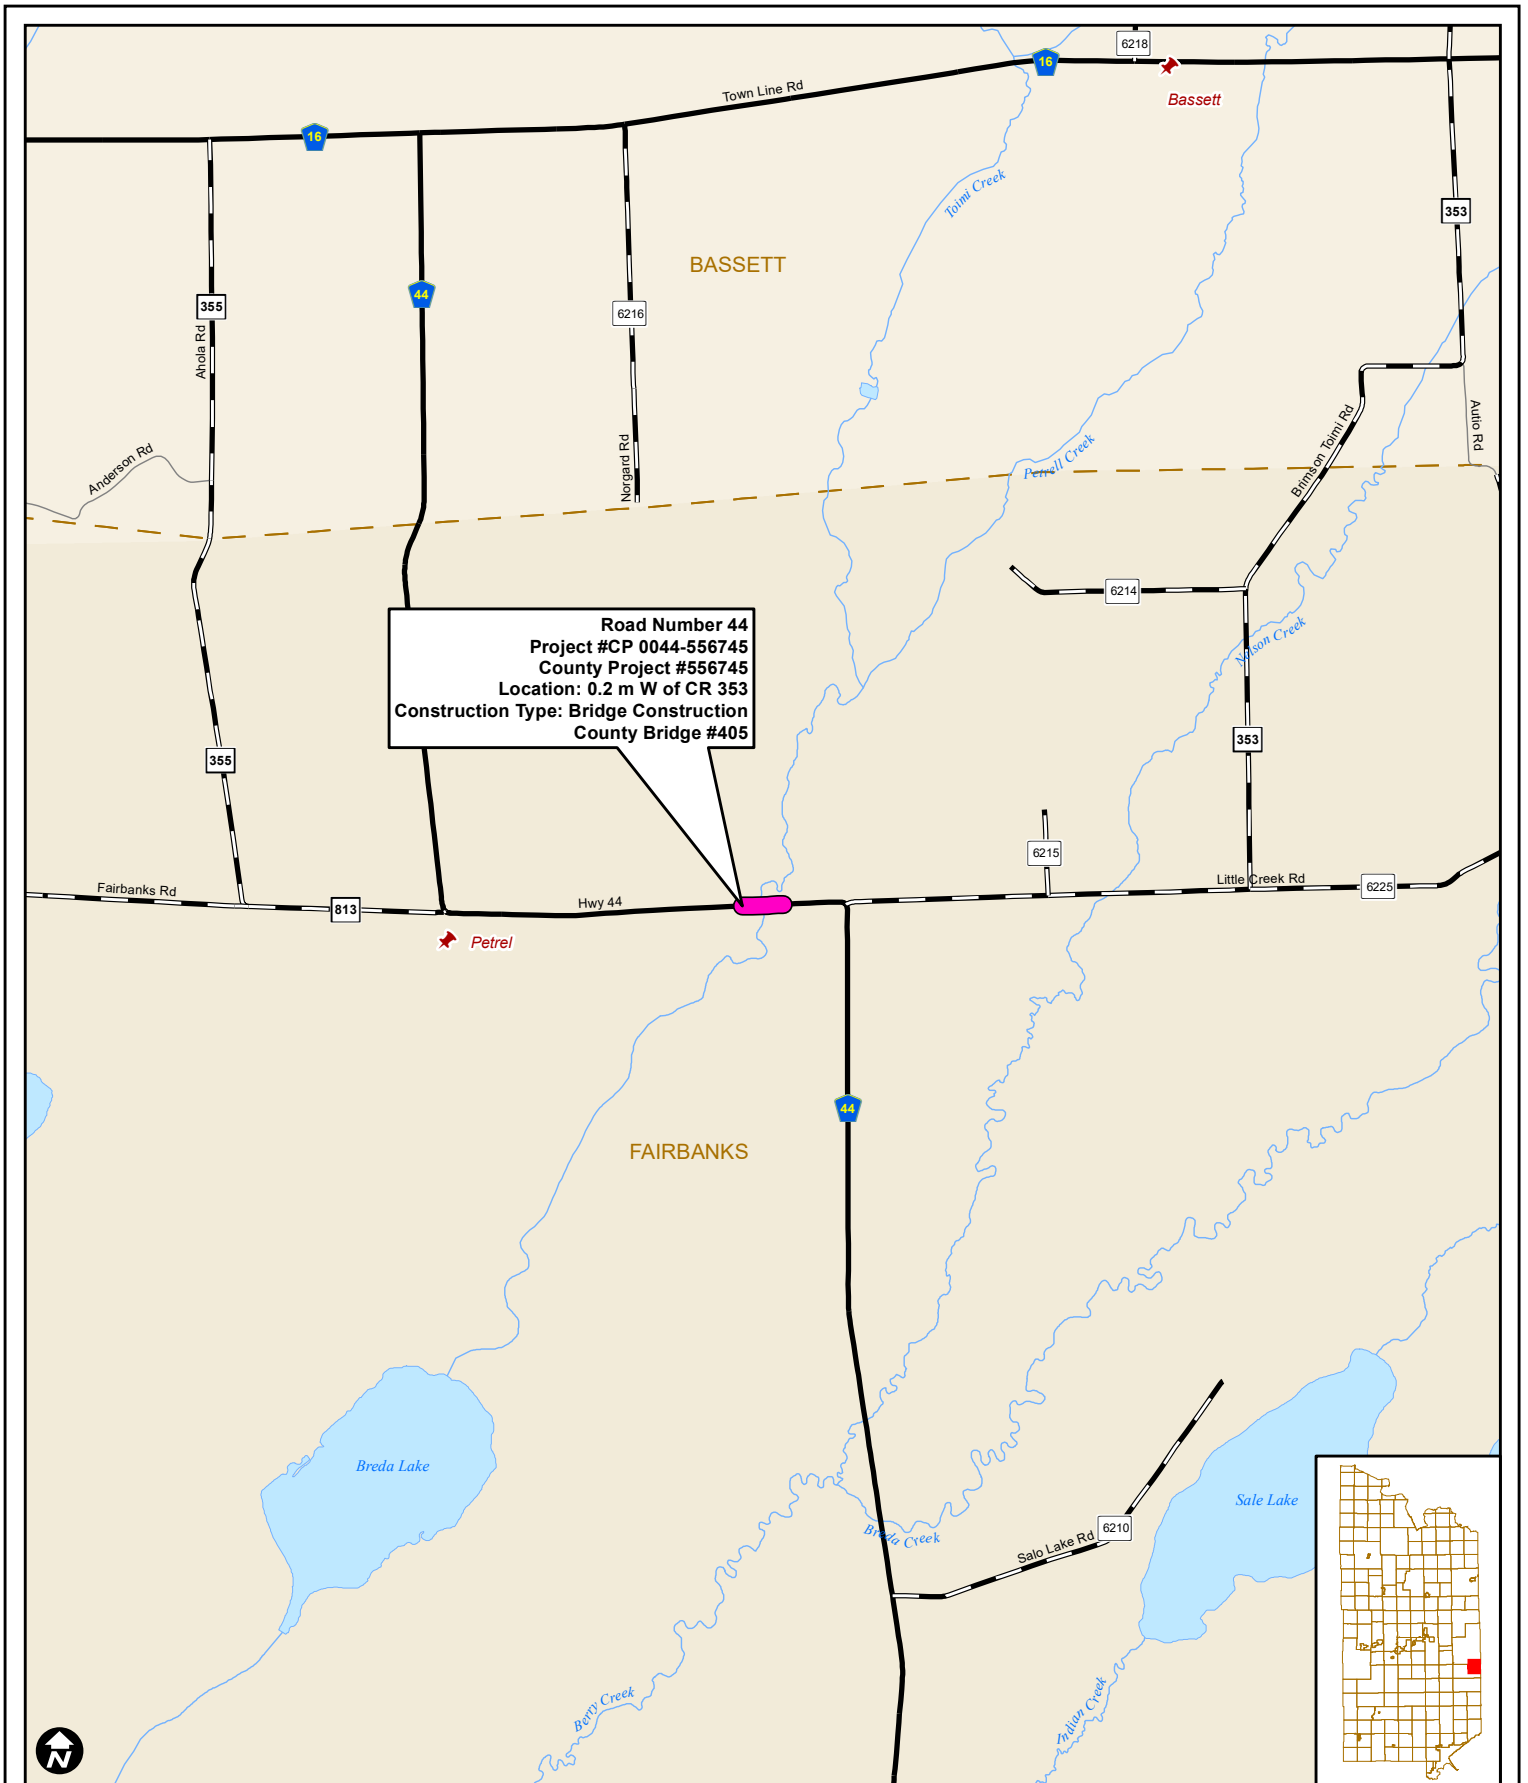 6218
16
Bassett
Town Line Rd
16
Toimi Creek
353
BASSETT
355
44
6216
Ahola Rd
Anderson Rd
Norgard Rd
Petrell Creek
Brimson Toimi Rd
Autio Rd
6214
Road Number 44
Project #CP 0044-556745
County Project #556745
Location: 0.2 m W of CR 353
Construction Type: Bridge Construction
County Bridge #405
Nelson Creek
353
355
6215
Little Creek Rd
6225
Fairbanks Rd
813
Hwy 44
Petrel
44
FAIRBANKS
Breda Lake
Sale Lake
Breda Creek
6210
Salo Lake Rd
Berry Creek
Indian Creek
N